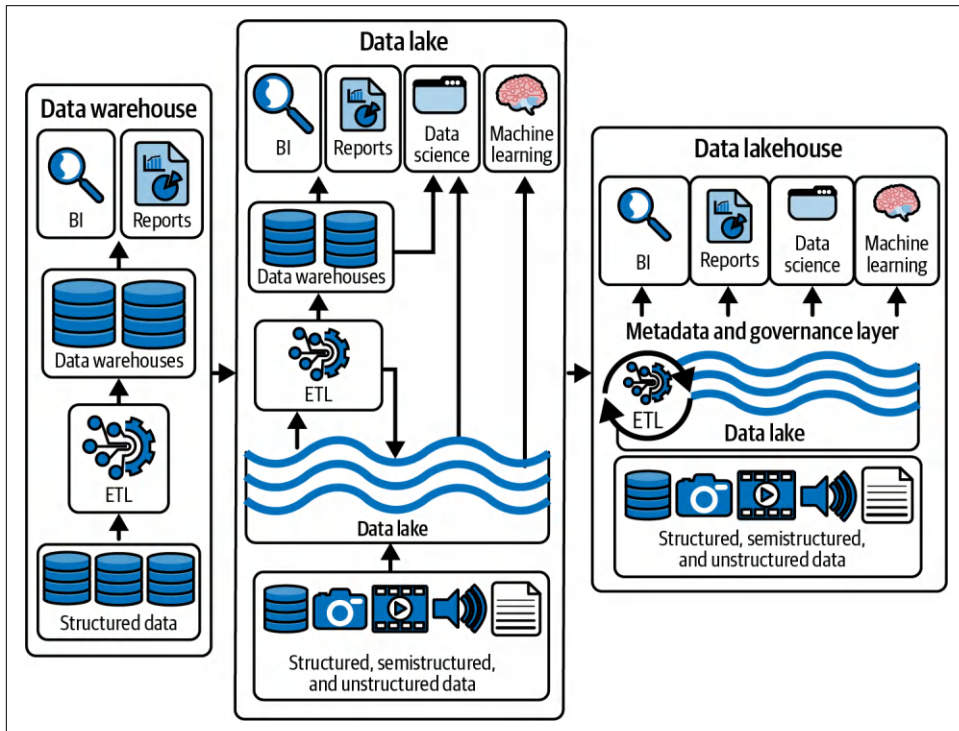 Data warehouse
BI
Reports
Data warehouses
ETL
Structured data
Data lake
BI
Reports
Data
science
Machine
learning
Data warehouses
ETL
Data lake
Structured, semistructured,
and unstructured data
Data lakehouse
BI
Reports
Data
science
Machine
learning
Metadata and governance layer
ETL
Data lake
Structured, semistructured,
and unstructured data